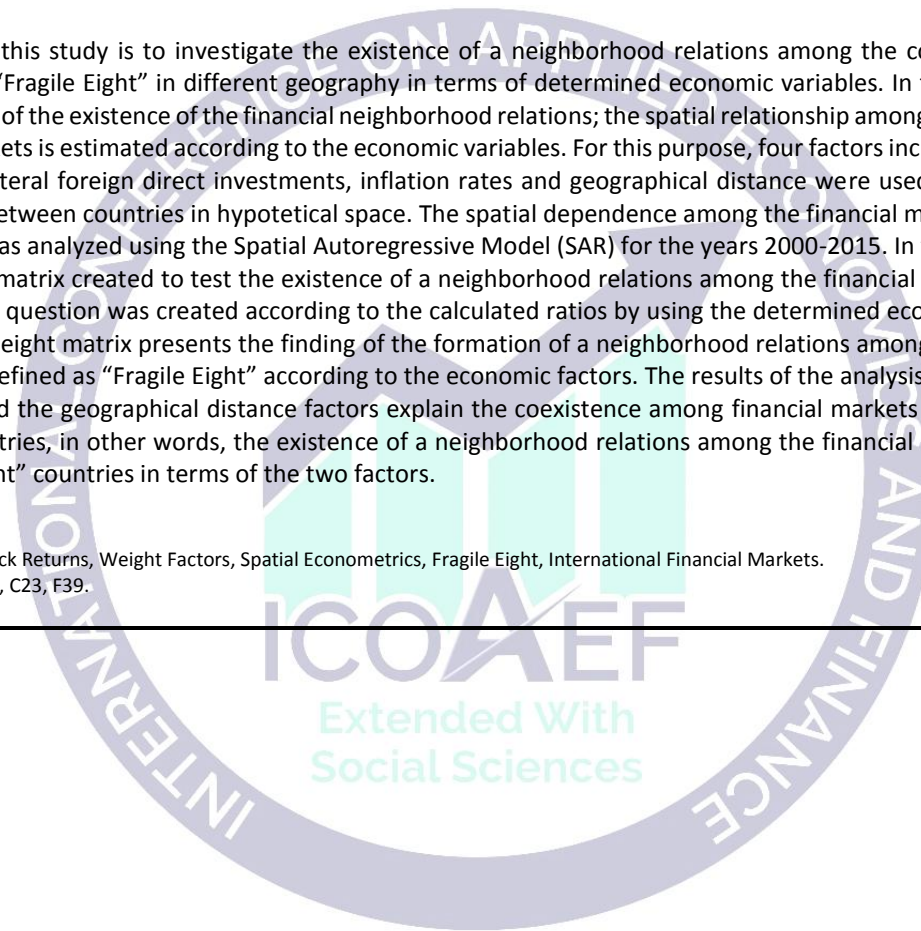 this study is to investigate the existence of a neighborhood relations among the co
“Fragile Eight” in different geography in terms of determined economic variables. In
of the existence of the financial neighborhood relations; the spatial relationship among
ets is estimated according to the economic variables. For this purpose, four factors inc
teral foreign direct investments, inflation rates and geographical distance were used
etween countries in hypotetical space. The spatial dependence among the financial m
as analyzed using the Spatial Autoregressive Model (SAR) for the years 2000-2015. In
matrix created to test the existence of a neighborhood relations among the financial
question was created according to the calculated ratios by using the determined eco
eight matrix presents the finding of the formation of a neighborhood relations among
efined as “Fragile Eight” according to the economic factors. The results of the analysis
d the geographical distance factors explain the coexistence among financial markets
tries, in other words, the existence of a neighborhood relations among the financial
nt” countries in terms of the two factors.
ck Returns, Weight Factors, Spatial Econometrics, Fragile Eight, International Financial Markets.
, C23, F39.
INTERNATIONAL CONFERENCE ON APPLIED ECONOMICS AND FINANCE
ICOAEF
Extended With
Social Sciences